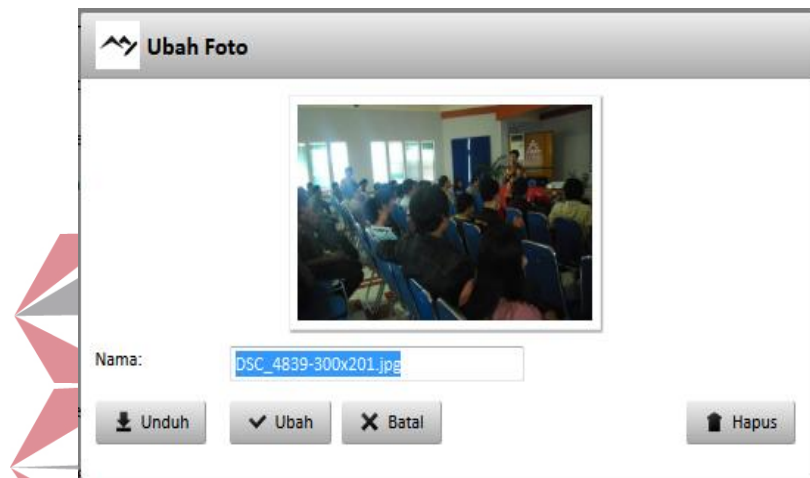 Ubah Foto
Nama:
DSC_4839-300x201.jpg
Unduh
Ubah
Batal
Hapus